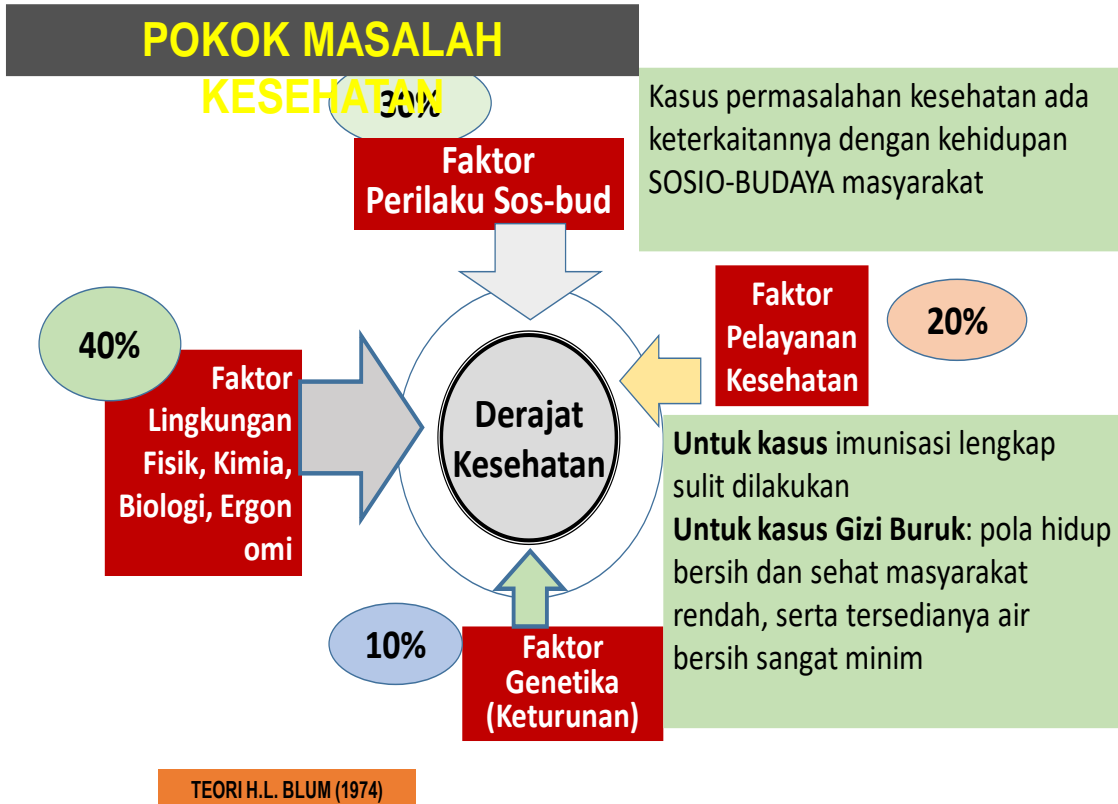 POKOK MASALAH
KESEHATAN
30%
Faktor
Perilaku Sos-bud
Kasus permasalahan kesehatan ada
keterkaitannya dengan kehidupan
SOSIO-BUDAYA masyarakat
40%
Faktor
Lingkungan
Fisik, Kimia,
Biologi, Ergon
omi
Derajat
Kesehatan
Faktor
Pelayanan
Kesehatan
20%
Untuk kasus imunisasi lengkap
sulit dilakukan
Untuk kasus Gizi Buruk: pola hidup
bersih dan sehat masyarakat
rendah, serta tersedianya air
bersih sangat minim
10%
Faktor
Genetika
(Keturunan)
TEORI H.L. BLUM (1974)